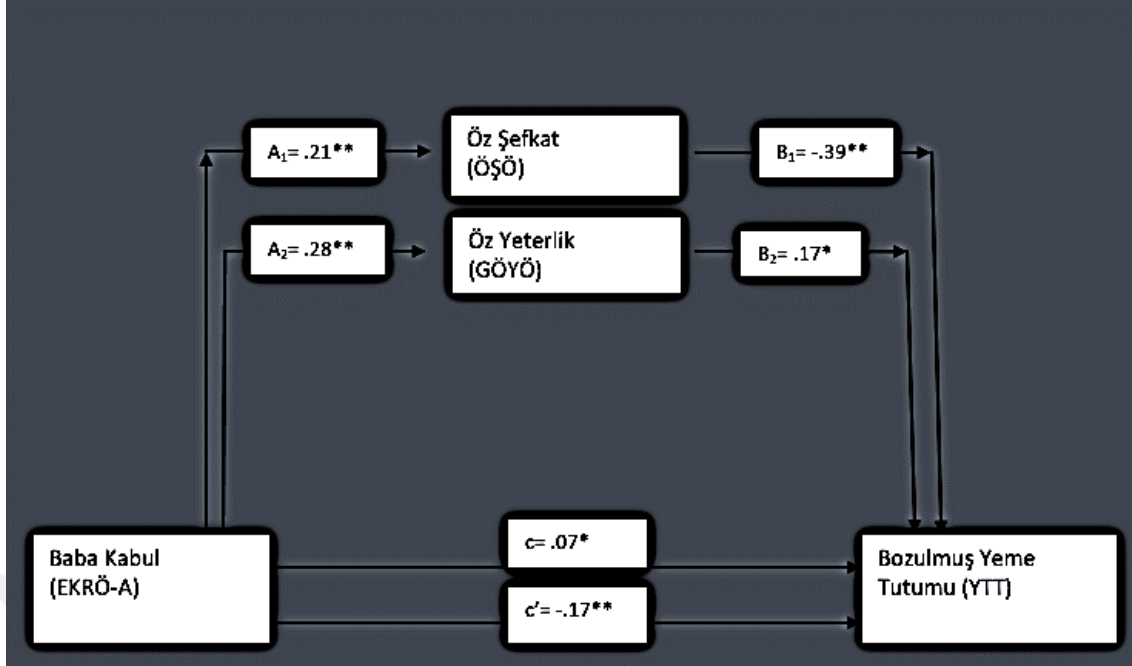 A₁= .21**
Öz Şefkat
(ÖŞÖ)
B₁= -.39**
A₂= .28**
Öz Yeterlik
(GÖYÖ)
B₂= .17*
Baba Kabul
(EKRÖ-A)
c= .07*
c'= -.17**
Bozulmuş Yeme
Tutumu (YTT)